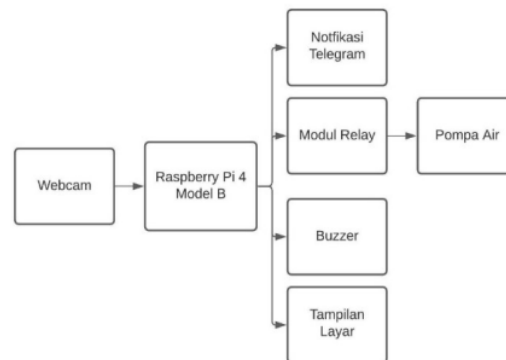 Webcam
Raspberry Pi 4
Model B
Notfikasi
Telegram
Modul Relay
Pompa Air
Buzzer
Tampilan
Layar